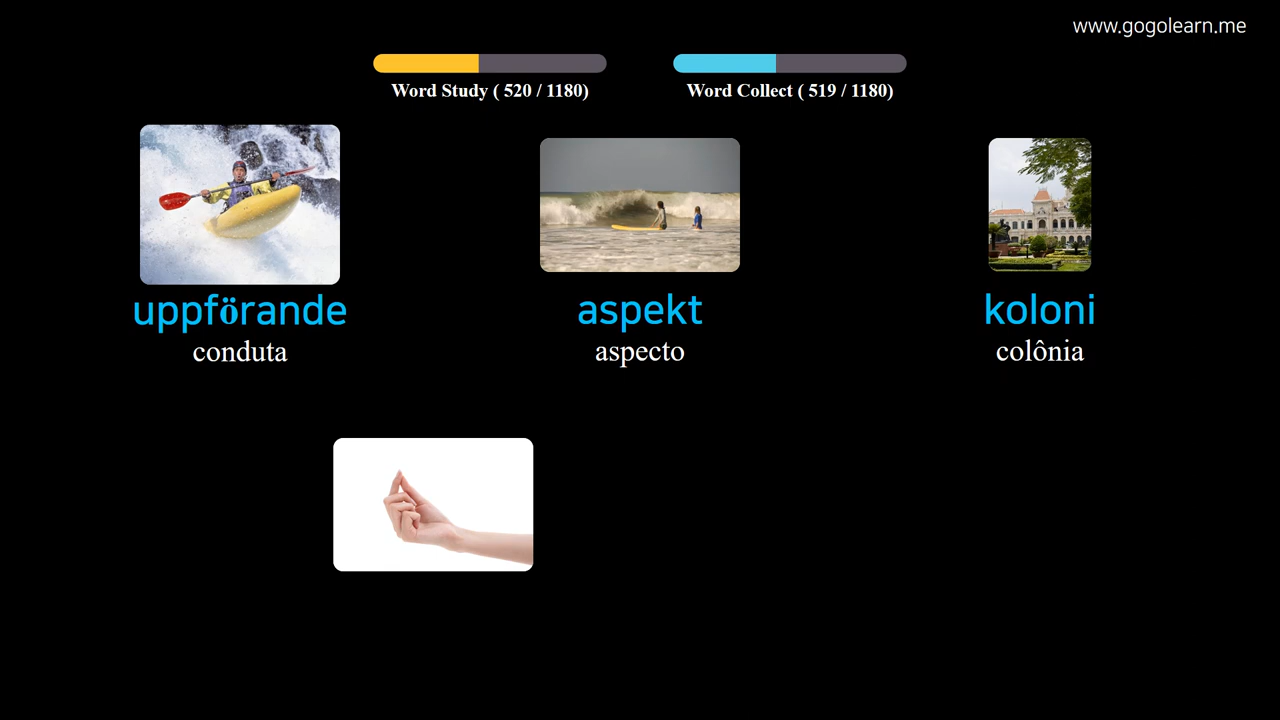 www.gogolearn.me
Word Study ( 520 / 1180)
Word Collect ( 519 / 1180)
uppförande
aspekt
koloni
conduta
aspecto
colônia